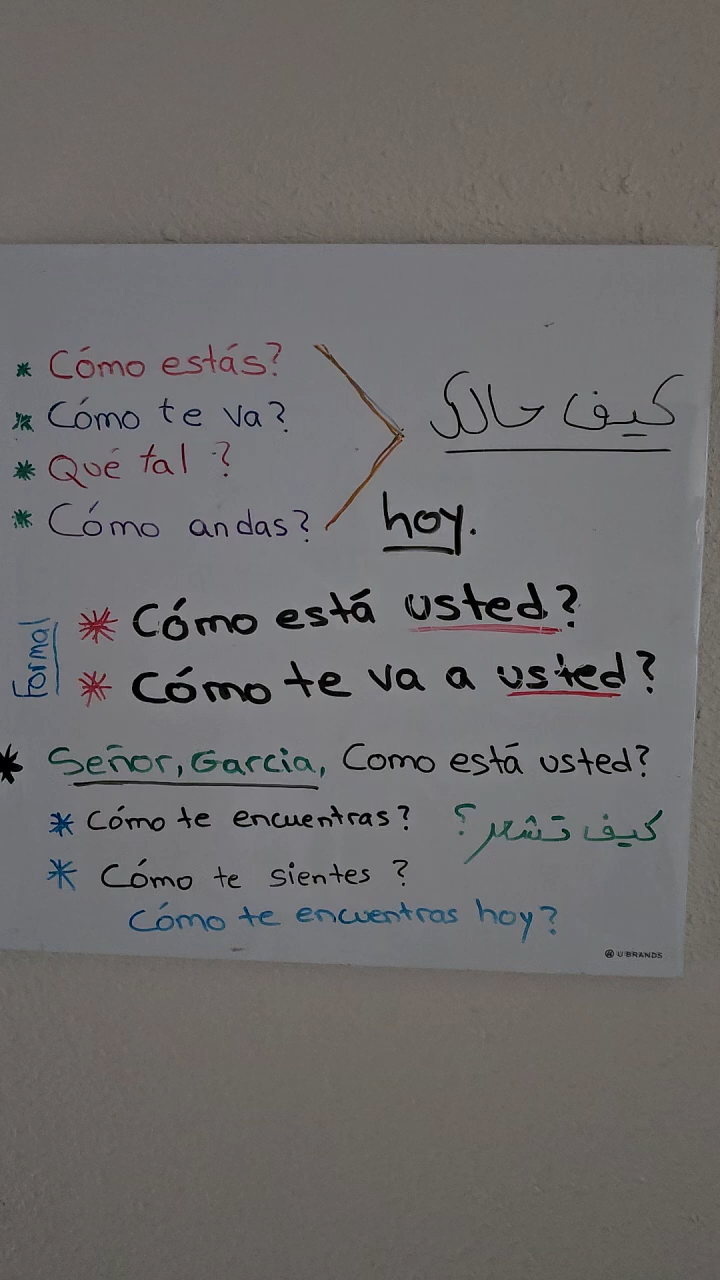 * Cómo estás?
* Cómo te va?
* Qué tal ?
* Cómo andas?
كيف حالك
hoy.
Formal
* Cómo está usted?
* Cómo te va a usted?
* Señor, Garcia, Como está usted?
* Cómo te encuentras?
كيف تشعر؟
* Cómo te sientes ?
Cómo te encuentras hoy?
U BRANDS